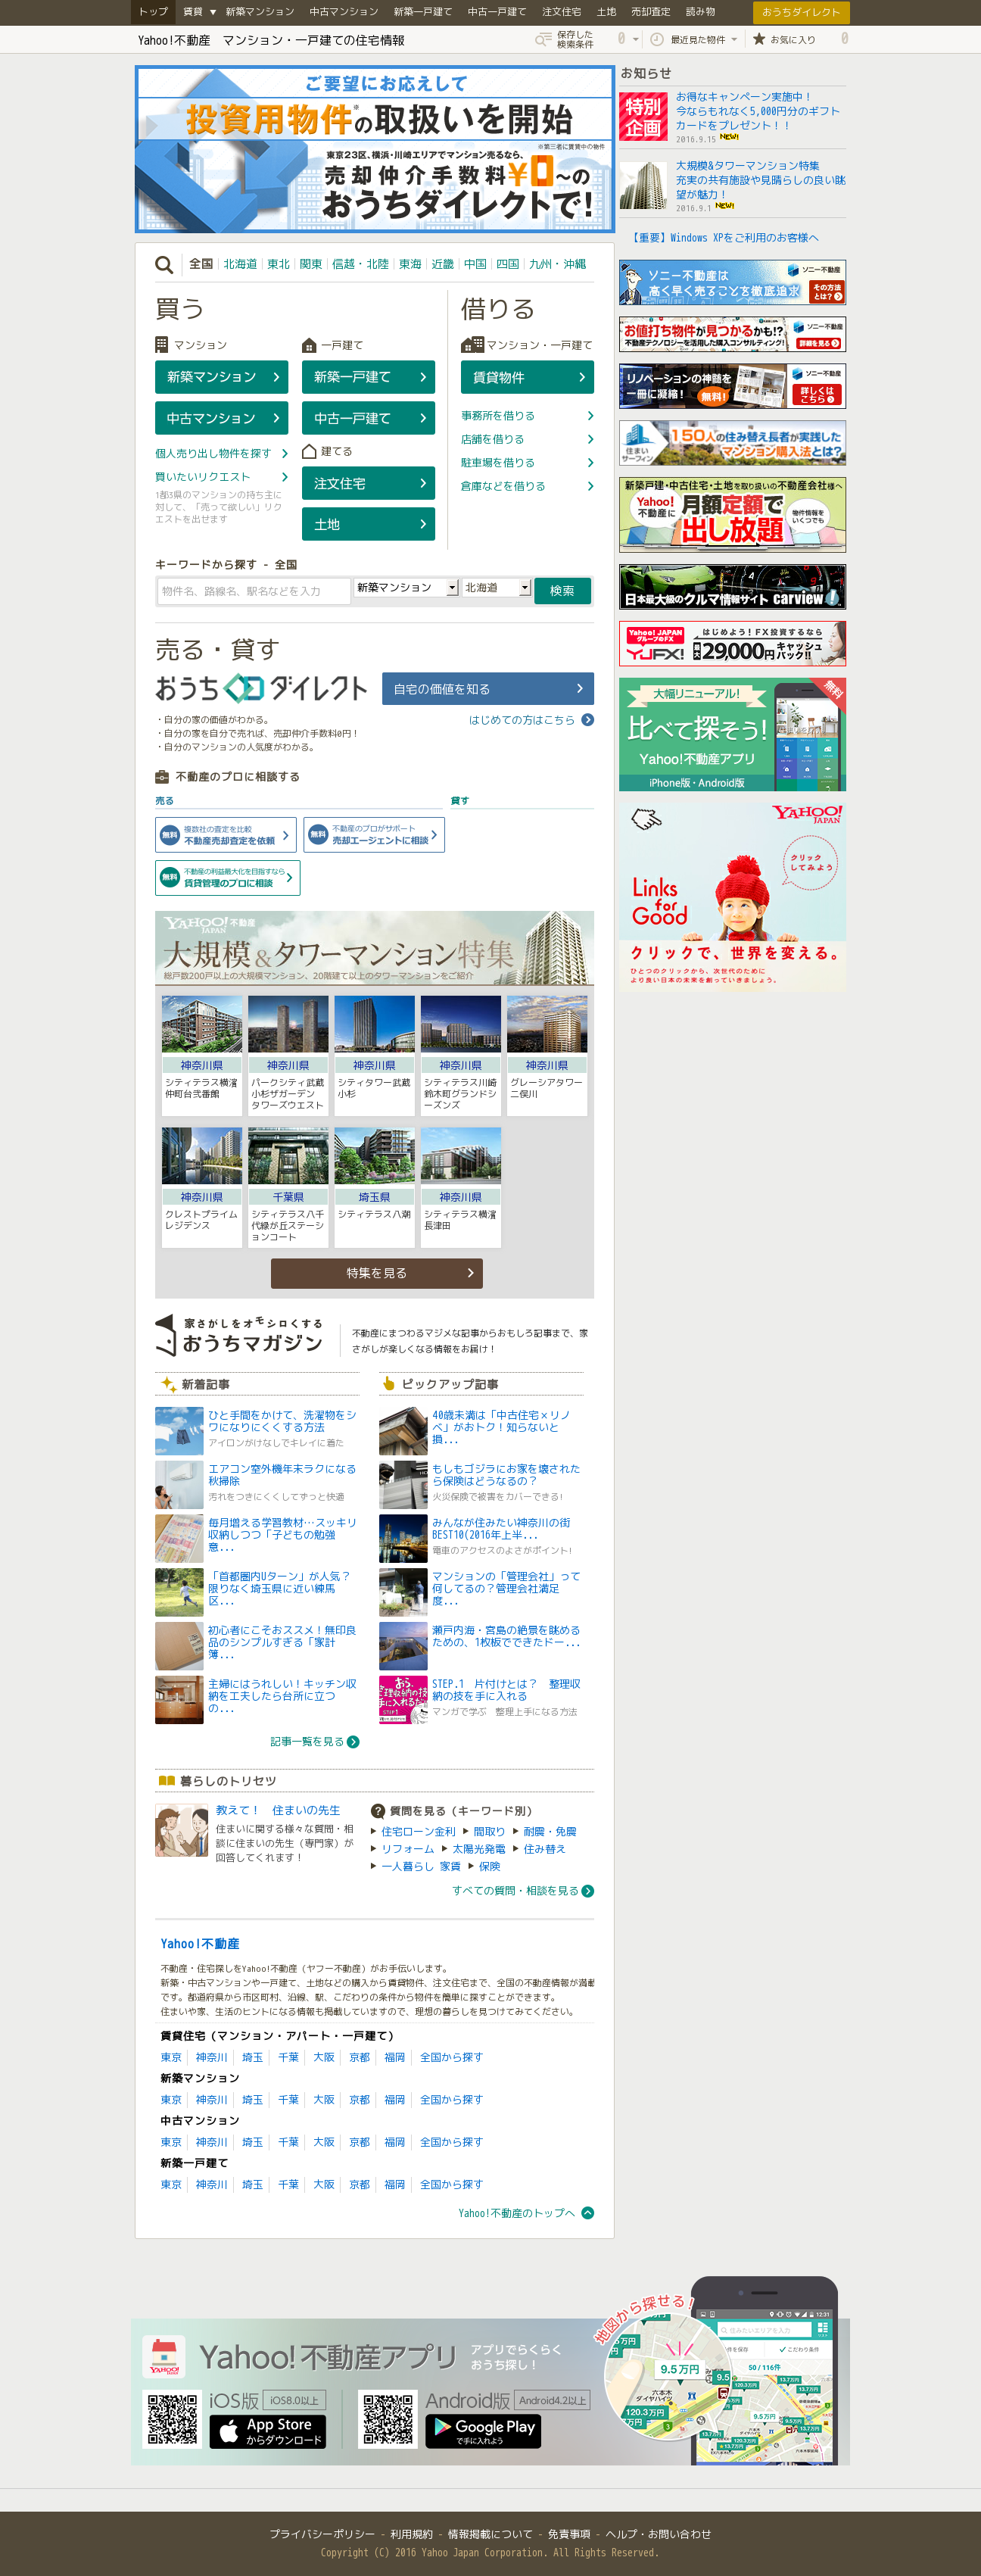 トップ 賃貸 ▼ 新築マンション 中古マンション 新築一戸建て 中古一戸建て 注文住宅 土地 売却査定 読み物 おうちダイレクト
Yahoo!不動産 マンション・一戸建ての住宅情報
保存した検索条件 0 最近見た物件 お気に入り 0
ご要望にお応えして
投資用物件※の取扱いを開始
※第三者に賃貸中の物件
東京23区、横浜・川崎エリアでマンション売るなら、
売却仲介手数料¥0〜の
おうちダイレクトで!
お知らせ
特別企画
お得なキャンペーン実施中！
今ならもれなく5,000円分のギフトカードをプレゼント！！
2016.9.15 NEW!
大規模&タワーマンション特集
充実の共有施設や見晴らしの良い眺望が魅力！
2016.9.1 NEW!
【重要】Windows XPをご利用のお客様へ
全国 北海道 東北 関東 信越・北陸 東海 近畿 中国 四国 九州・沖縄
買う
マンション
新築マンション
中古マンション
個人売り出し物件を探す
買いたいリクエスト
1都3県のマンションの持ち主に対して、「売って欲しい」リクエストを出せます
一戸建て
新築一戸建て
中古一戸建て
建てる
注文住宅
土地
借りる
マンション・一戸建て
賃貸物件
事務所を借りる
店舗を借りる
駐車場を借りる
倉庫などを借りる
キーワードから探す - 全国
物件名、路線名、駅名などを入力 新築マンション 北海道 検索
売る・貸す
おうちダイレクト
自宅の価値を知る
・自分の家の価値がわかる。
・自分の家を自分で売れば、売却仲介手数料0円！
・自分のマンションの人気度がわかる。
はじめての方はこちら
不動産のプロに相談する
売る
貸す
無料 複数社の査定を比較 不動産売却査定を依頼
無料 不動産のプロがサポート 売却エージェントに相談
無料 不動産の利益最大化を目指すなら 賃貸管理のプロに相談
ソニー不動産は
高く早く売ることを徹底追求
ソニー不動産
その方法とは?
お値打ち物件が見つかるかも!?
不動産テクノロジーを活用した購入コンサルティング!
ソニー不動産
詳細を見る
リノベーションの神髄を
一冊に凝縮！ 無料!
ソニー不動産
詳しくはこちら
住まいサーフィン
150人の住み替え長者が実践した
マンション購入法とは?
新築戸建・中古住宅・土地を取り扱いの不動産会社様へ
Yahoo!不動産に 月額定額で
出し放題
物件情報をいくつでも
日本最大級のクルマ情報サイト carview!
Yahoo! JAPANグループのFX
YJFX!
はじめよう！FX投資するなら
最大29,000円キャッシュバック!!
無料
大幅リニューアル!
比べて探そう!
Yahoo!不動産アプリ
iPhone版・Android版
YAHOO! JAPAN
クリックしてみよう
Links for Good
クリックで、世界を変える。
ひとつのクリックから、次世代のために
より良い日本の未来を創っていきましょう。
YAHOO! JAPAN 不動産
大規模&タワーマンション特集
総戸数200戸以上の大規模マンション、20階建て以上のタワーマンションをご紹介
神奈川県 神奈川県 神奈川県 神奈川県 神奈川県
シティテラス横濱仲町台弐番館
パークシティ武蔵小杉ザガーデン タワーズウエスト
シティタワー武蔵小杉
シティテラス川崎鈴木町グランドシーズンズ
グレーシアタワー二俣川
神奈川県 千葉県 埼玉県 神奈川県
クレストプライムレジデンス
シティテラス八千代緑が丘ステーションコート
シティテラス八潮
シティテラス横濱長津田
特集を見る
家さがしをオモシロくする
おうちマガジン
不動産にまつわるマジメな記事からおもしろ記事まで、家さがしが楽しくなる情報をお届け！
新着記事
ひと手間をかけて、洗濯物をシワになりにくくする方法
アイロンがけなしでキレイに着た
エアコン室外機年末ラクになる秋掃除
汚れをつきにくくしてずっと快適
毎月増える学習教材…スッキリ収納しつつ「子どもの勉強意...
「首都圏内Uターン」が人気？限りなく埼玉県に近い練馬区...
初心者にこそおススメ！無印良品のシンプルすぎる「家計簿...
主婦にはうれしい！キッチン収納を工夫したら台所に立つの...
記事一覧を見る
ピックアップ記事
40歳未満は「中古住宅×リノベ」がおトク！知らないと損...
もしもゴジラにお家を壊されたら保険はどうなるの？
火災保険で被害をカバーできる!
みんなが住みたい神奈川の街BEST10(2016年上半...
電車のアクセスのよさがポイント!
マンションの「管理会社」って何してるの？管理会社満足度...
瀬戸内海・宮島の絶景を眺めるための、1枚板でできたドー...
STEP.1 片付けとは？ 整理収納の技を手に入れる
マンガで学ぶ 整理上手になる方法
暮らしのトリセツ
教えて！ 住まいの先生
住まいに関する様々な質問・相談に住まいの先生（専門家）が回答してくれます！
質問を見る（キーワード別）
住宅ローン金利 間取り 耐震・免震
リフォーム 太陽光発電 住み替え
一人暮らし 家賃 保険
すべての質問・相談を見る
Yahoo!不動産
不動産・住宅探しをYahoo!不動産（ヤフー不動産）がお手伝いします。
新築・中古マンションや一戸建て、土地などの購入から賃貸物件、注文住宅まで、全国の不動産情報が満載
です。都道府県から市区町村、沿線、駅、こだわりの条件から物件を簡単に探すことができます。
住まいや家、生活のヒントになる情報も掲載していますので、理想の暮らしを見つけてみてください。
賃貸住宅（マンション・アパート・一戸建て）
東京 神奈川 埼玉 千葉 大阪 京都 福岡 全国から探す
新築マンション
東京 神奈川 埼玉 千葉 大阪 京都 福岡 全国から探す
中古マンション
東京 神奈川 埼玉 千葉 大阪 京都 福岡 全国から探す
新築一戸建て
東京 神奈川 埼玉 千葉 大阪 京都 福岡 全国から探す
Yahoo!不動産のトップへ
Yahoo!不動産アプリ
アプリでらくらく
おうち探し！
iOS版 iOS8.0以上
App Store からダウンロード
Android版 Android4.2以上
Google Play で手に入れよう
地図から探せる!
9.5万円
六本木
ダイヤハイツ
120.3万円
12:31
住みたいエリアを入力
こだわり条件
50 / 116件
プライバシーポリシー - 利用規約 - 情報掲載について - 免責事項 - ヘルプ・お問い合わせ
Copyright (C) 2016 Yahoo Japan Corporation. All Rights Reserved.